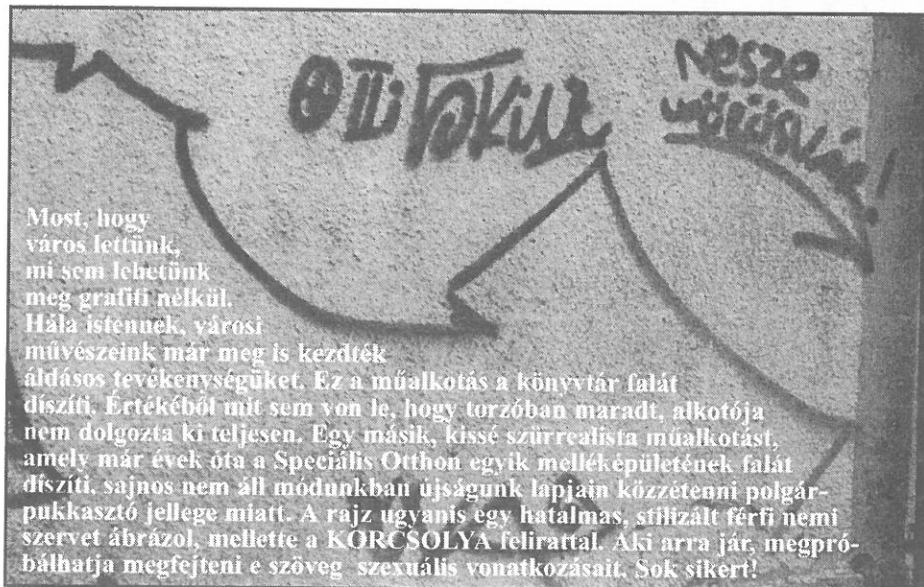 Nesze
Most, hogy
város lettünk,
mi sem lehetünk
meg grafiti nélkül.
Hála istennek, városi
művészeink már meg is kezdték
áldásos tevékenységüket. Ez a műalkotás a könyvtár falát
díszíti. Értékéből mit sem von le, hogy torzóban maradt, alkotója
nem dolgozta ki teljesen. Egy másik, kissé szürrealista műalkotást,
amely már évek óta a Speciális Otthon egyik melléképületének falát
díszíti, sajnos nem áll módunkban újságunk lapjain közzétenni polgár-
pukkasztó jellege miatt. A rajz ugyanis egy hatalmas, stilizált férfi nemi
szervet ábrázol, mellette a KORCSOLYA felirattal. Aki arra jár, megpró-
bálhatja megfejteni e szöveg szexuális vonatkozásait. Sok sikert!